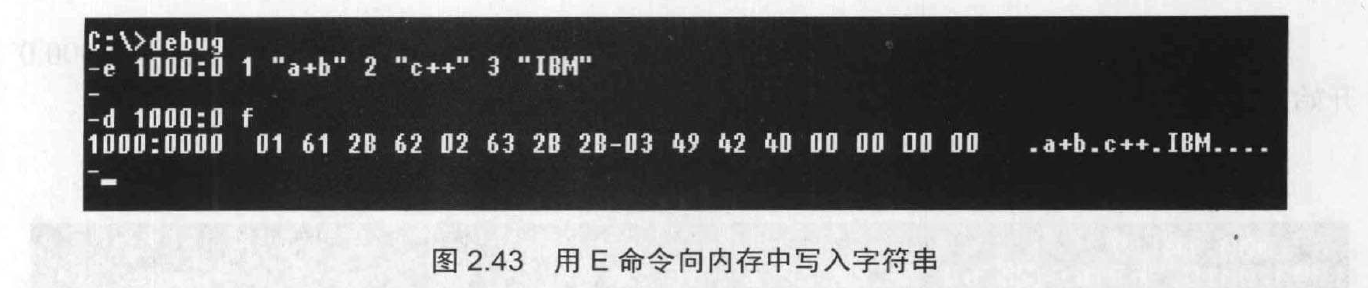 C:\>debug
-e 1000:0 1 "a+b" 2 "c++" 3 "IBM"
-
-d 1000:0 f
1000:0000  01 61 2B 62 02 63 2B 2B-03 49 42 4D 00 00 00 00   .a+b.c++.IBM....
-
图 2.43 用 E 命令向内存中写入字符串